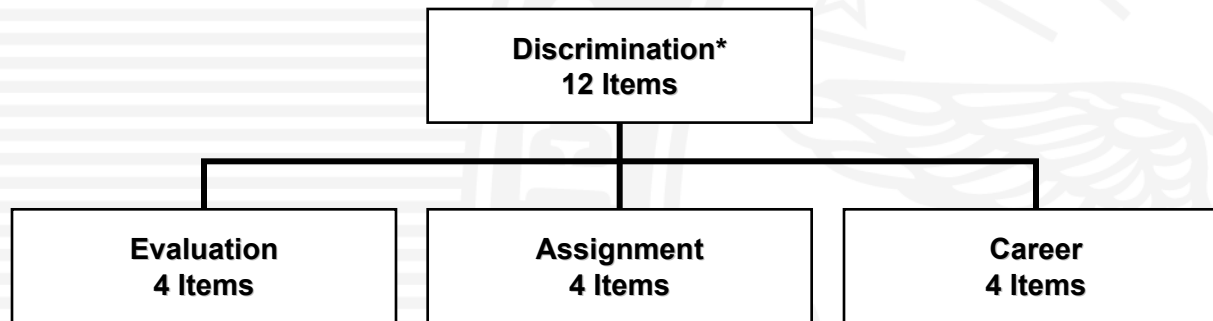 Discrimination*
12 Items
Evaluation
4 Items
Assignment
4 Items
Career
4 Items